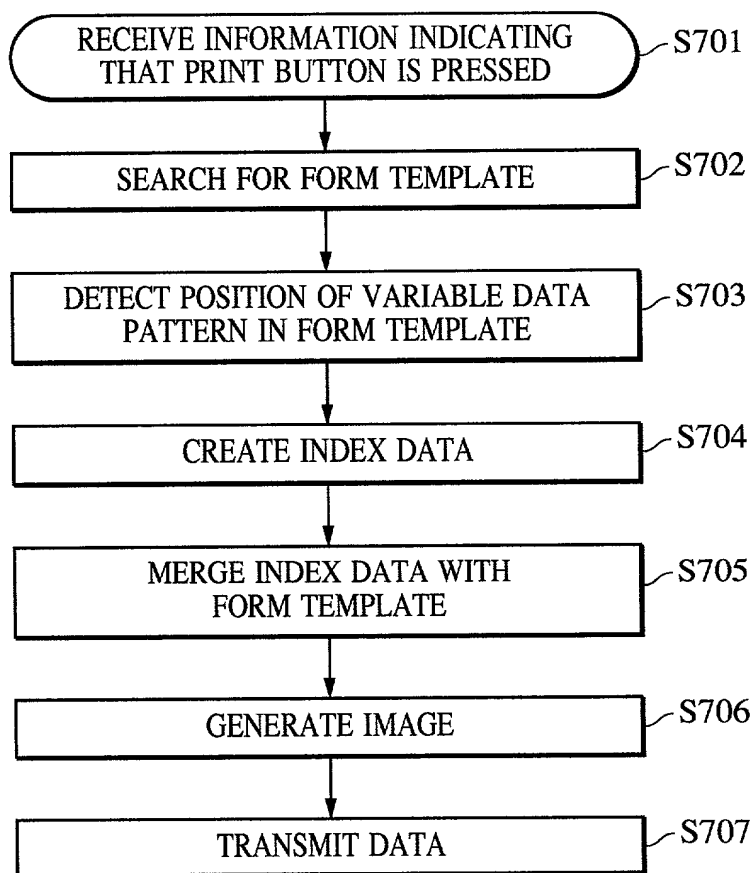 RECEIVE INFORMATION INDICATING
THAT PRINT BUTTON IS PRESSED
S701
SEARCH FOR FORM TEMPLATE
S702
DETECT POSITION OF VARIABLE DATA
PATTERN IN FORM TEMPLATE
S703
CREATE INDEX DATA
S704
MERGE INDEX DATA WITH
FORM TEMPLATE
S705
GENERATE IMAGE
S706
TRANSMIT DATA
S707